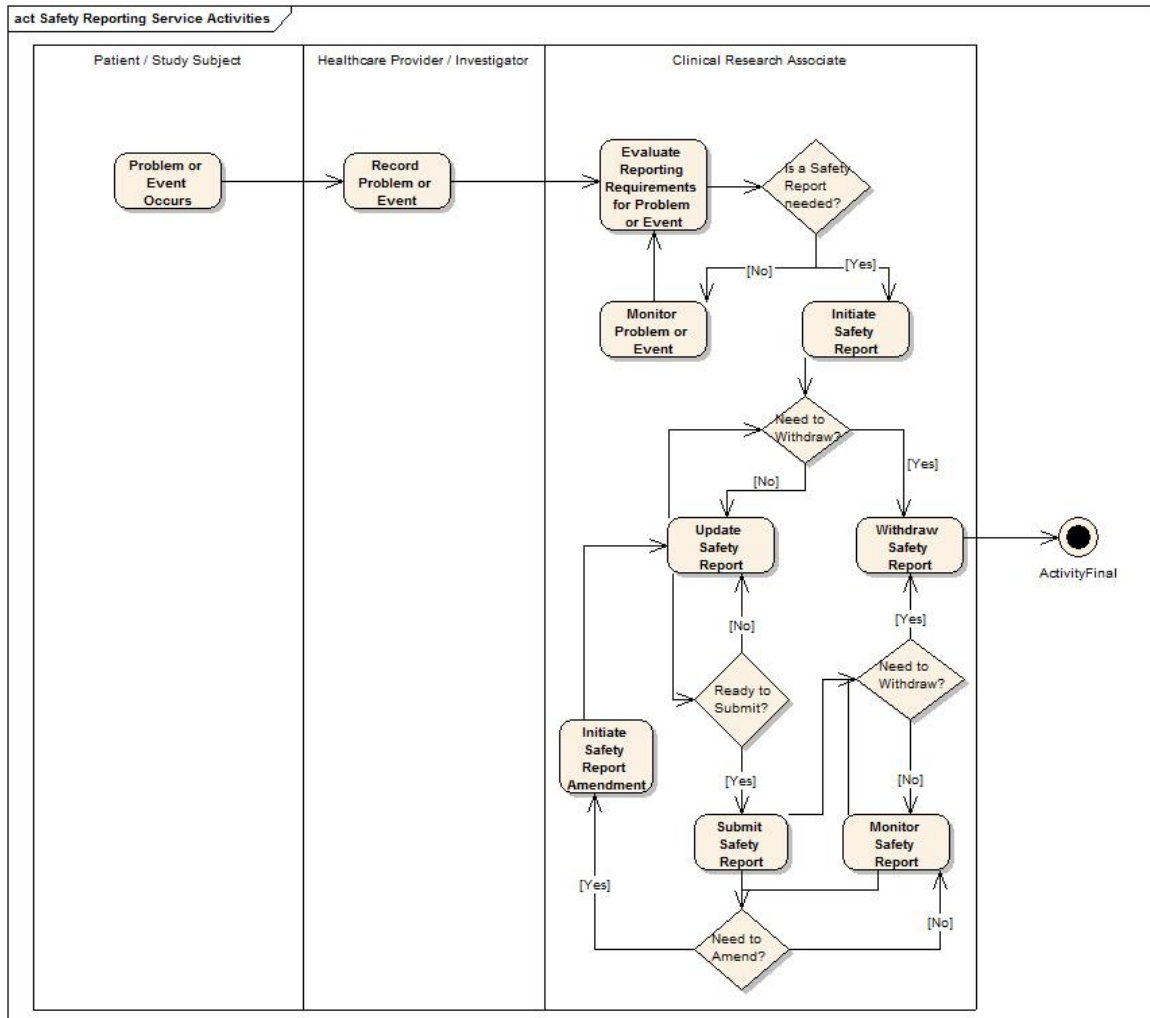 act Safety Reporting Service Activities
Patient / Study Subject
Healthcare Provider / Investigator
Clinical Research Associate
Problem or
Event
Occurs
Record
Problem or
Event
Evaluate
Reporting
Requirements
for Problem
or Event
Is a Safety
Report
needed?
[No]
[Yes]
Monitor
Problem or
Event
Initiate
Safety
Report
Need to
Withdraw?
[Yes]
[No]
Update
Safety
Report
Withdraw
Safety
Report
ActivityFinal
[No]
[Yes]
Ready to
Submit?
Need to
Withdraw?
Initiate
Safety
Report
Amendment
[Yes]
[No]
Submit
Safety
Report
Monitor
Safety
Report
[Yes]
[No]
Need to
Amend?